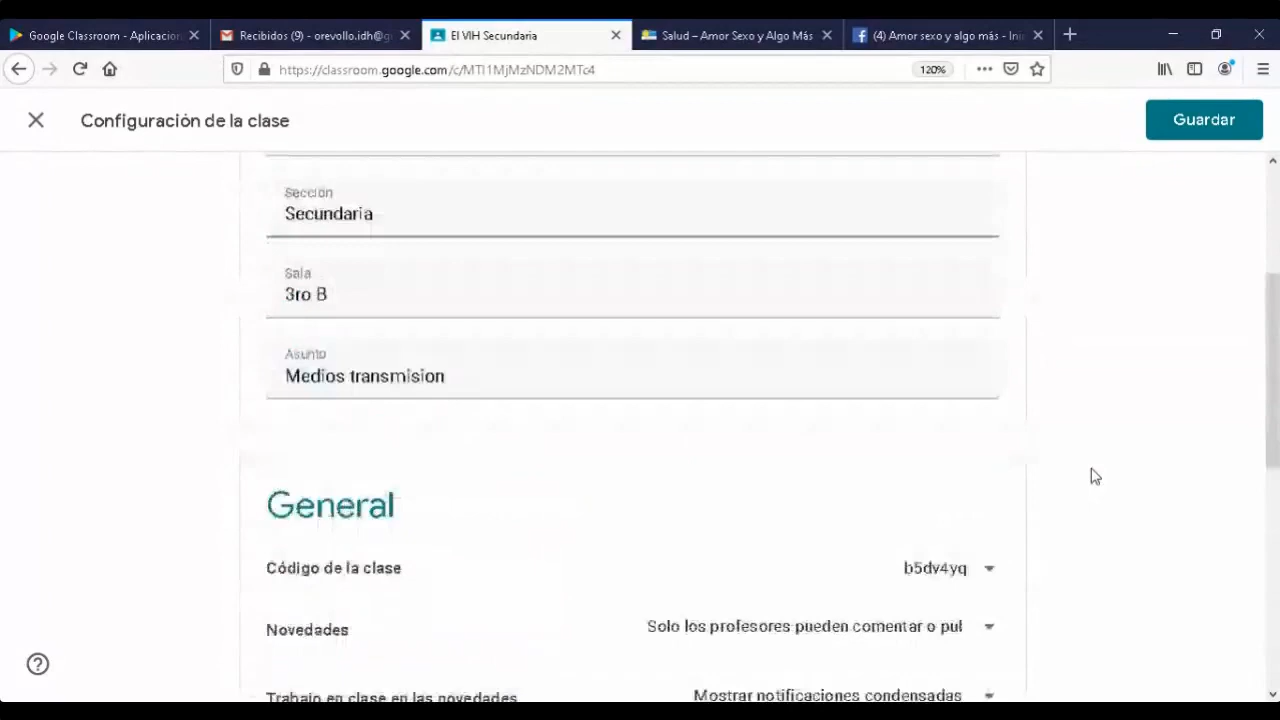 Google Classroom - Aplicacion
Recibidos (9) - orevollo.idh@g
El VIH Secundaria
Salud – Amor Sexo y Algo Más
(4) Amor sexo y algo más - Ini
https://classroom.google.com/c/MTI1MjMzNDM2MTc4
120%
Configuración de la clase
Guardar
Sección
Secundaria
Sala
3ro B
Asunto
Medios transmision
General
Código de la clase
b5dv4yq
Novedades
Solo los profesores pueden comentar o pul
Trabajo en clase en las novedades
Mostrar notificaciones condensadas